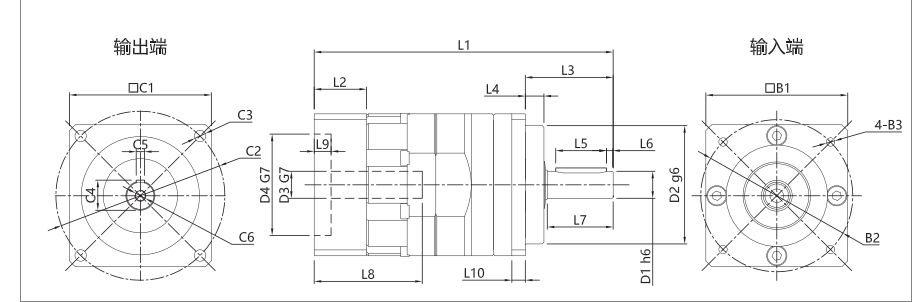 输出端
□C1
C3
C5
C2
C4
C6
L1
L2
L3
L4
L9
L5
L6
D4 G7
D3 G7
D2 g6
L7
L8
L10
D1 h6
输入端
□B1
4-B3
B2